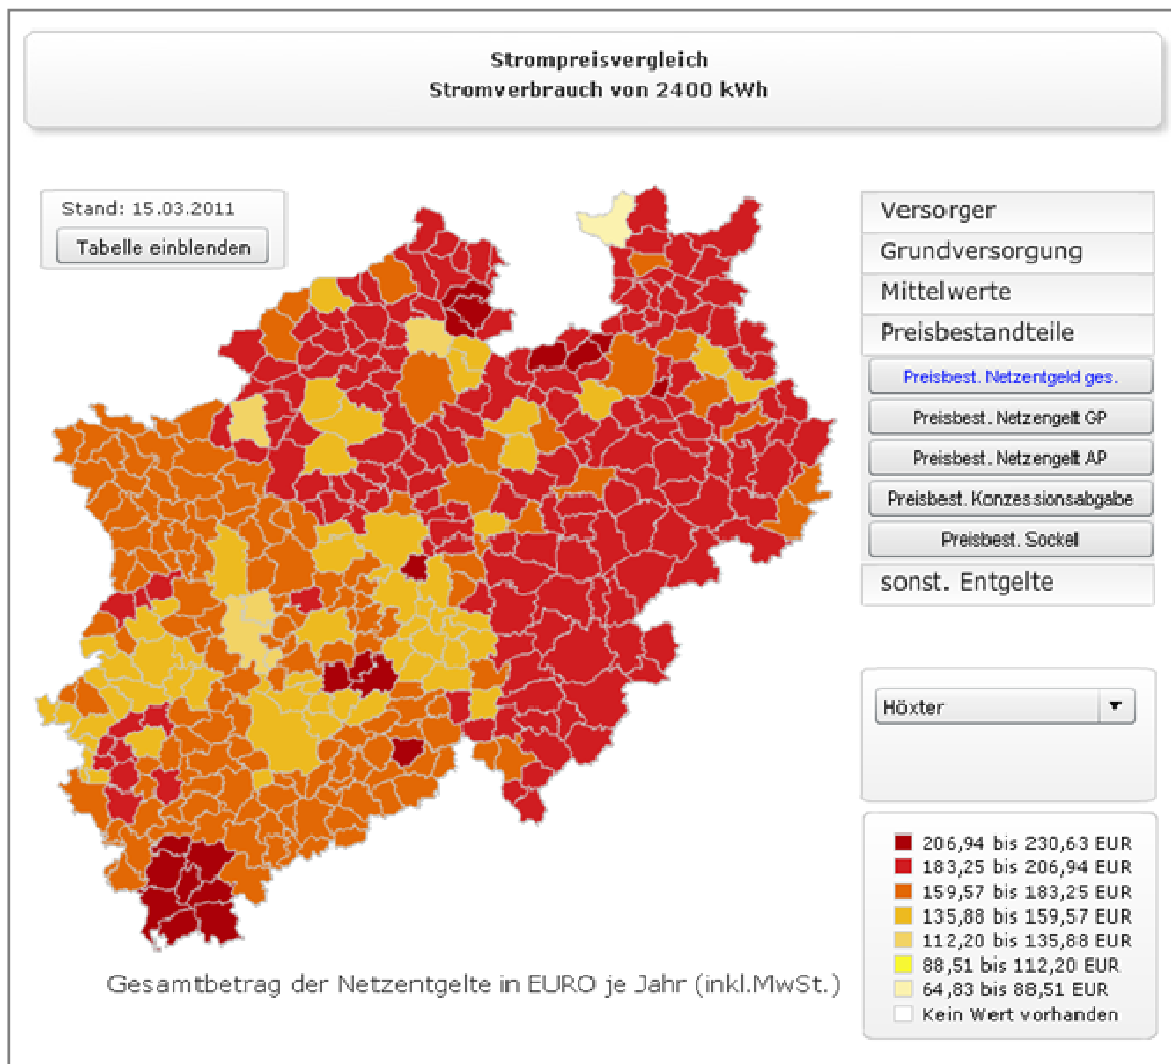 Strompreisvergleich
Stromverbrauch von 2400 kWh
Stand: 15.03.2011
Tabelle einblenden
Versorger
Grundversorgung
Mittelwerte
Preisbestandteile
Preisbest. Netzentgeld ges.
Preisbest. Netzengelt GP
Preisbest. Netzengelt AP
Preisbest. Konzessionsabgabe
Preisbest. Sockel
sonst. Entgelte
Höxter
206,94 bis 230,63 EUR
183,25 bis 206,94 EUR
159,57 bis 183,25 EUR
135,88 bis 159,57 EUR
112,20 bis 135,88 EUR
88,51 bis 112,20 EUR
64,83 bis 88,51 EUR
Kein Wert vorhanden
Gesamtbetrag der Netzentgelte in EURO je Jahr (inkl.MwSt.)